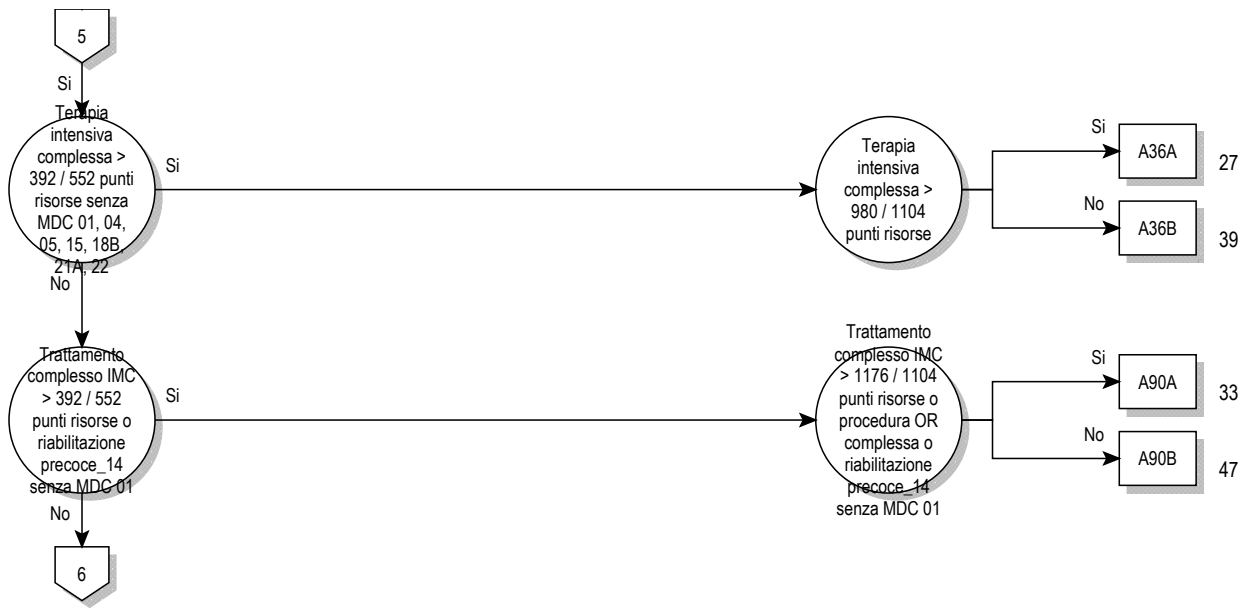 5
Si
Terapia
intensiva
complessa >
392 / 552 punti
risorse senza
MDC 01, 04,
05, 15, 18B,
21A, 22
Si
Terapia
intensiva
complessa >
980 / 1104
punti risorse
Si
A36A
27
No
A36B
39
No
Trattamento
complesso IMC
> 392 / 552
punti risorse o
riabilitazione
precoce_14
senza MDC 01
Si
Trattamento
complesso IMC
> 1176 / 1104
punti risorse o
procedura OR
complessa o
riabilitazione
precoce_14
senza MDC 01
Si
A90A
33
No
A90B
47
No
6